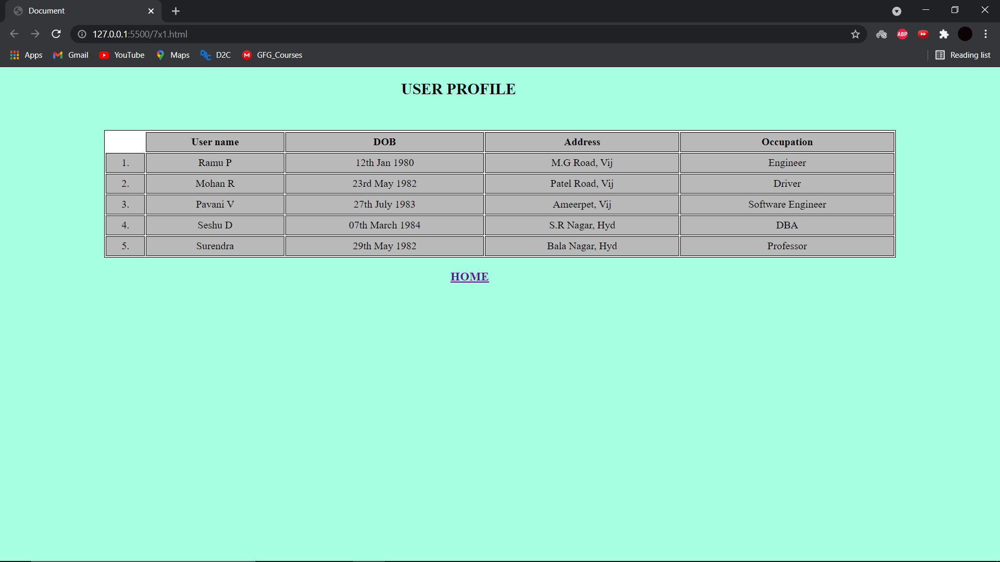 Document
127.0.0.1:5500/7x1.html
ABP
Apps Gmail YouTube Maps D2C GFG_Courses Reading list
USER PROFILE
User name DOB Address Occupation
1. Ramu P 12th Jan 1980 M.G Road, Vij Engineer
2. Mohan R 23rd May 1982 Patel Road, Vij Driver
3. Pavani V 27th July 1983 Ameerpet, Vij Software Engineer
4. Seshu D 07th March 1984 S.R Nagar, Hyd DBA
5. Surendra 29th May 1982 Bala Nagar, Hyd Professor
HOME